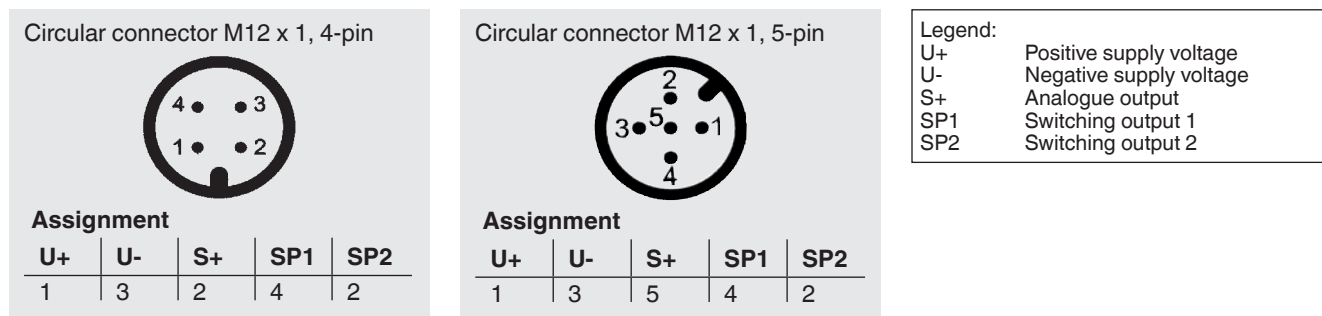 Circular connector M12 x 1, 4-pin
4 3
1 2
Assignment
U+ U- S+ SP1 SP2
1 3 2 4 2
Circular connector M12 x 1, 5-pin
2
3 5 1
4
Assignment
U+ U- S+ SP1 SP2
1 3 5 4 2
Legend:
U+ Positive supply voltage
U- Negative supply voltage
S+ Analogue output
SP1 Switching output 1
SP2 Switching output 2